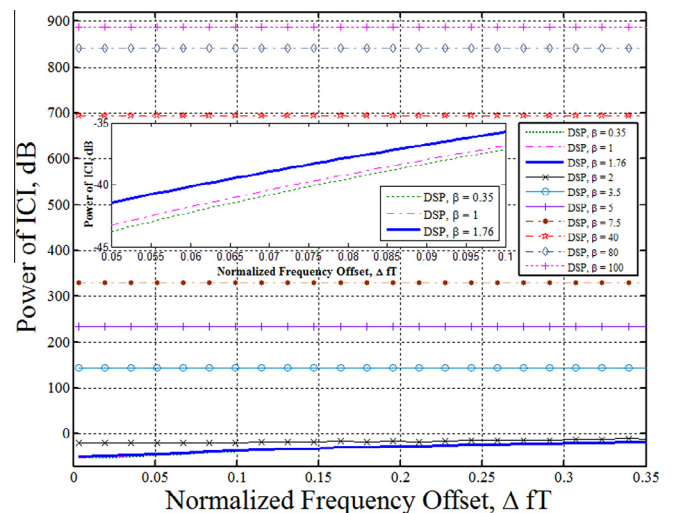 900
800
700
600
500
400
300
200
100
0
Power of ICI, dB
0
0.05
0.1
0.15
0.2
0.25
0.3
0.35
Normalized Frequency Offset, Δ fT
-35
-40
-45
Power of ICI, dB
0.05
0.055
0.06
0.065
0.07
0.075
0.08
0.085
0.09
0.095
0.1
Normalized Frequency Offset, Δ fT
DSP, β = 0.35
DSP, β = 1
DSP, β = 1.76
DSP, β = 0.35
DSP, β = 1
DSP, β = 1.76
DSP, β = 2
DSP, β = 3.5
DSP, β = 5
DSP, β = 7.5
DSP, β = 40
DSP, β = 80
DSP, β = 100